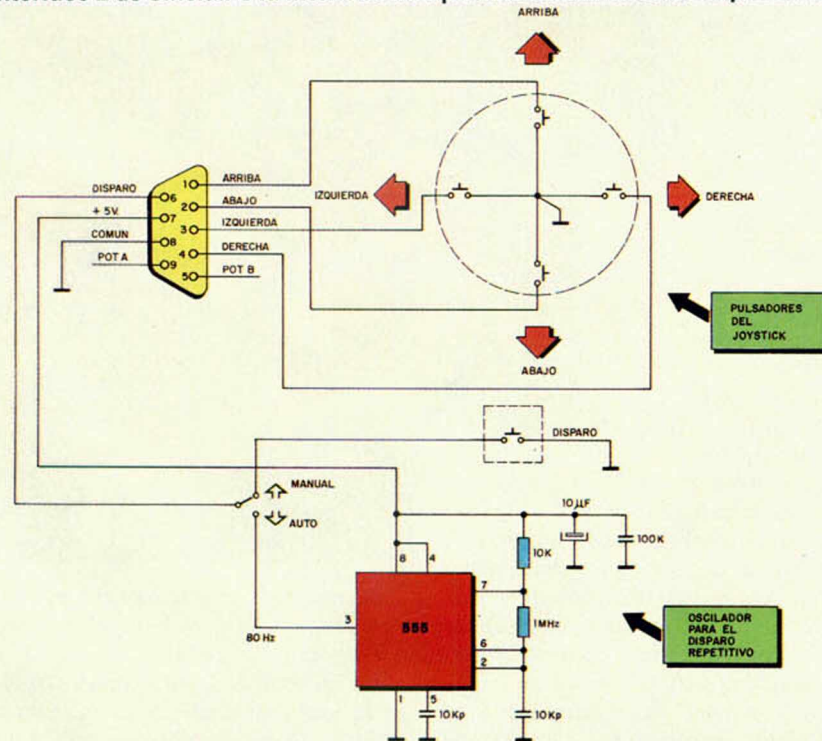 ARRIBA
1 ARRIBA
DISPARO 6
2 ABAJO
+ 5V. 7
3 IZQUIERDA
COMUN 8
4 DERECHA
POT A 9
5 POT B
IZQUIERDA
DERECHA
ABAJO
PULSADORES
DEL
JOYSTICK
DISPARO
MANUAL
AUTO
10 µF
100K
10K
8 4
7
3
555
1MHz
80 Hz
6
2
1 5
10Kp
10Kp
OSCILADOR
PARA EL
DISPARO
REPETITIVO